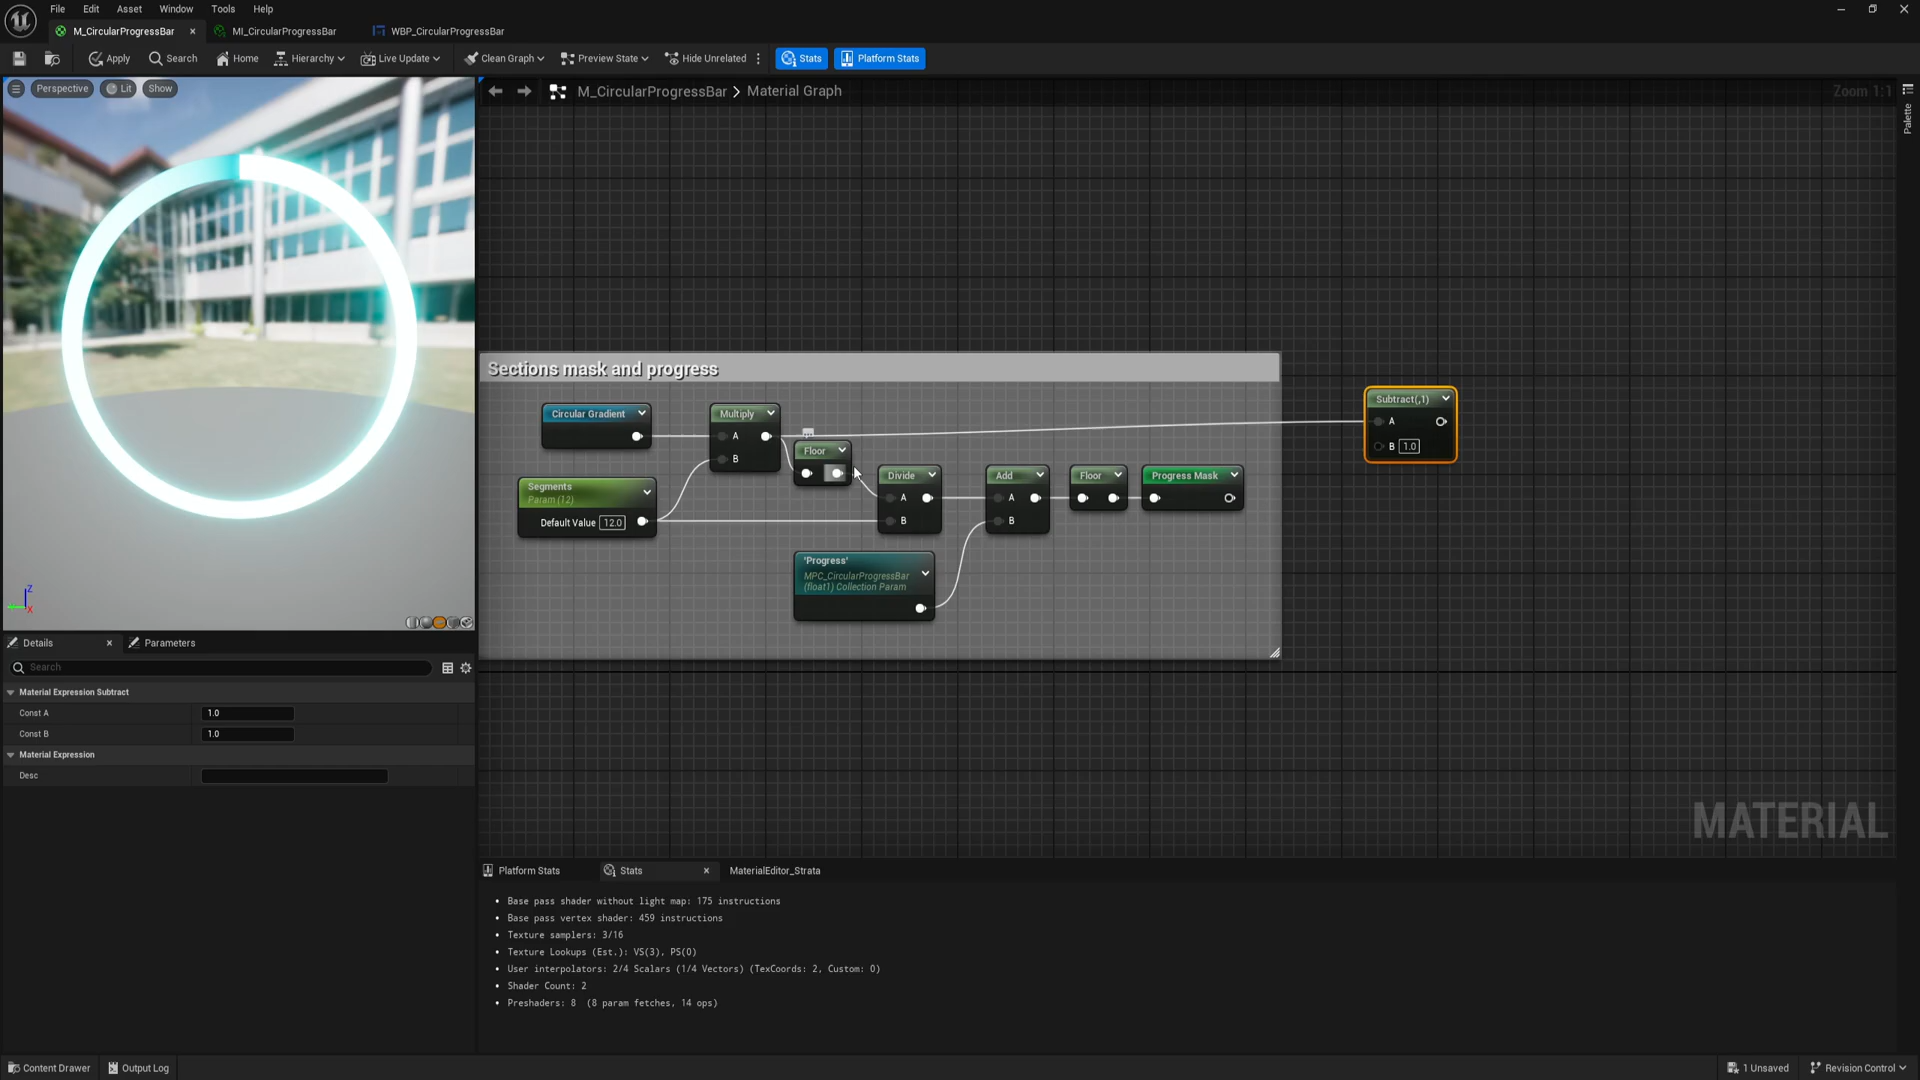 File Edit Asset Window Tools Help
M_CircularProgressBar MI_CircularProgressBar WBP_CircularProgressBar
Apply Search Home Hierarchy Live Update Clean Graph Preview State Hide Unrelated Stats Platform Stats
Perspective Lit Show
M_CircularProgressBar > Material Graph
Zoom 1:1
Palette
Sections mask and progress
Circular Gradient
Multiply
A
B
Floor
Segments
Param (12)
Default Value 12.0
Divide
A
B
Add
A
B
Floor
Progress Mask
'Progress'
MPC_CircularProgressBar
(float1) Collection Param
Subtract(,1)
A
B 1.0
Z
X
MATERIAL
Details Parameters
Search
Material Expression Subtract
Const A 1.0
Const B 1.0
Material Expression
Desc
Platform Stats Stats MaterialEditor_Strata
• Base pass shader without light map: 175 instructions
• Base pass vertex shader: 459 instructions
• Texture samplers: 3/16
• Texture Lookups (Est.): VS(3), PS(0)
• User interpolators: 2/4 Scalars (1/4 Vectors) (TexCoords: 2, Custom: 0)
• Shader Count: 2
• Preshaders: 8 (8 param fetches, 14 ops)
Content Drawer Output Log 1 Unsaved Revision Control